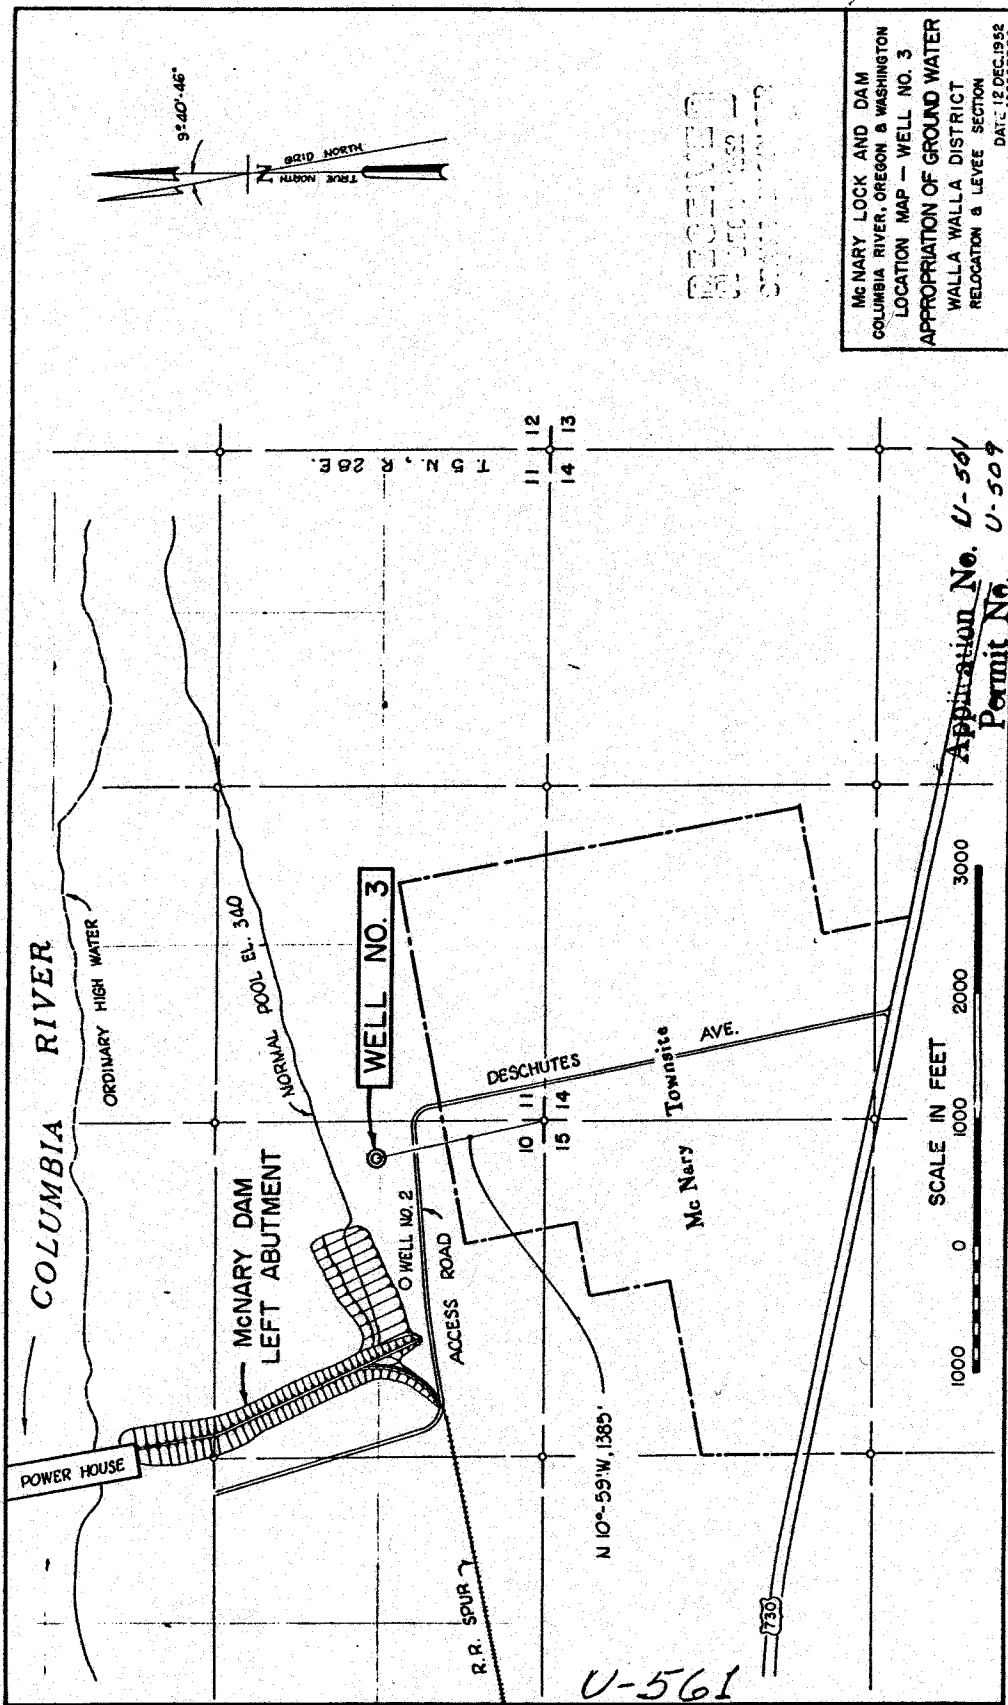 COLUMBIA RIVER
ORDINARY HIGH WATER
POWER HOUSE
McNARY DAM
LEFT ABUTMENT
NORMAL POOL EL. 340
WELL NO. 3
WELL NO. 2
ACCESS ROAD
R.R. SPUR
DESCHUTES AVE.
10 11
15 14
11 12
14 13
T. 5 N., R 28 E.
Mc Nary Townsite
N 10°-59'W, 1385'
730
SCALE IN FEET
1000 0 1000 2000 3000
9°40'-46"
N
TRUE NORTH
GRID NORTH
Mc NARY LOCK AND DAM
COLUMBIA RIVER, OREGON & WASHINGTON
LOCATION MAP — WELL NO. 3
APPROPRIATION OF GROUND WATER
WALLA WALLA DISTRICT
RELOCATION & LEVEE SECTION
DATE 12 DEC. 1952
Application No. U-561
Permit No. U-509
U-561